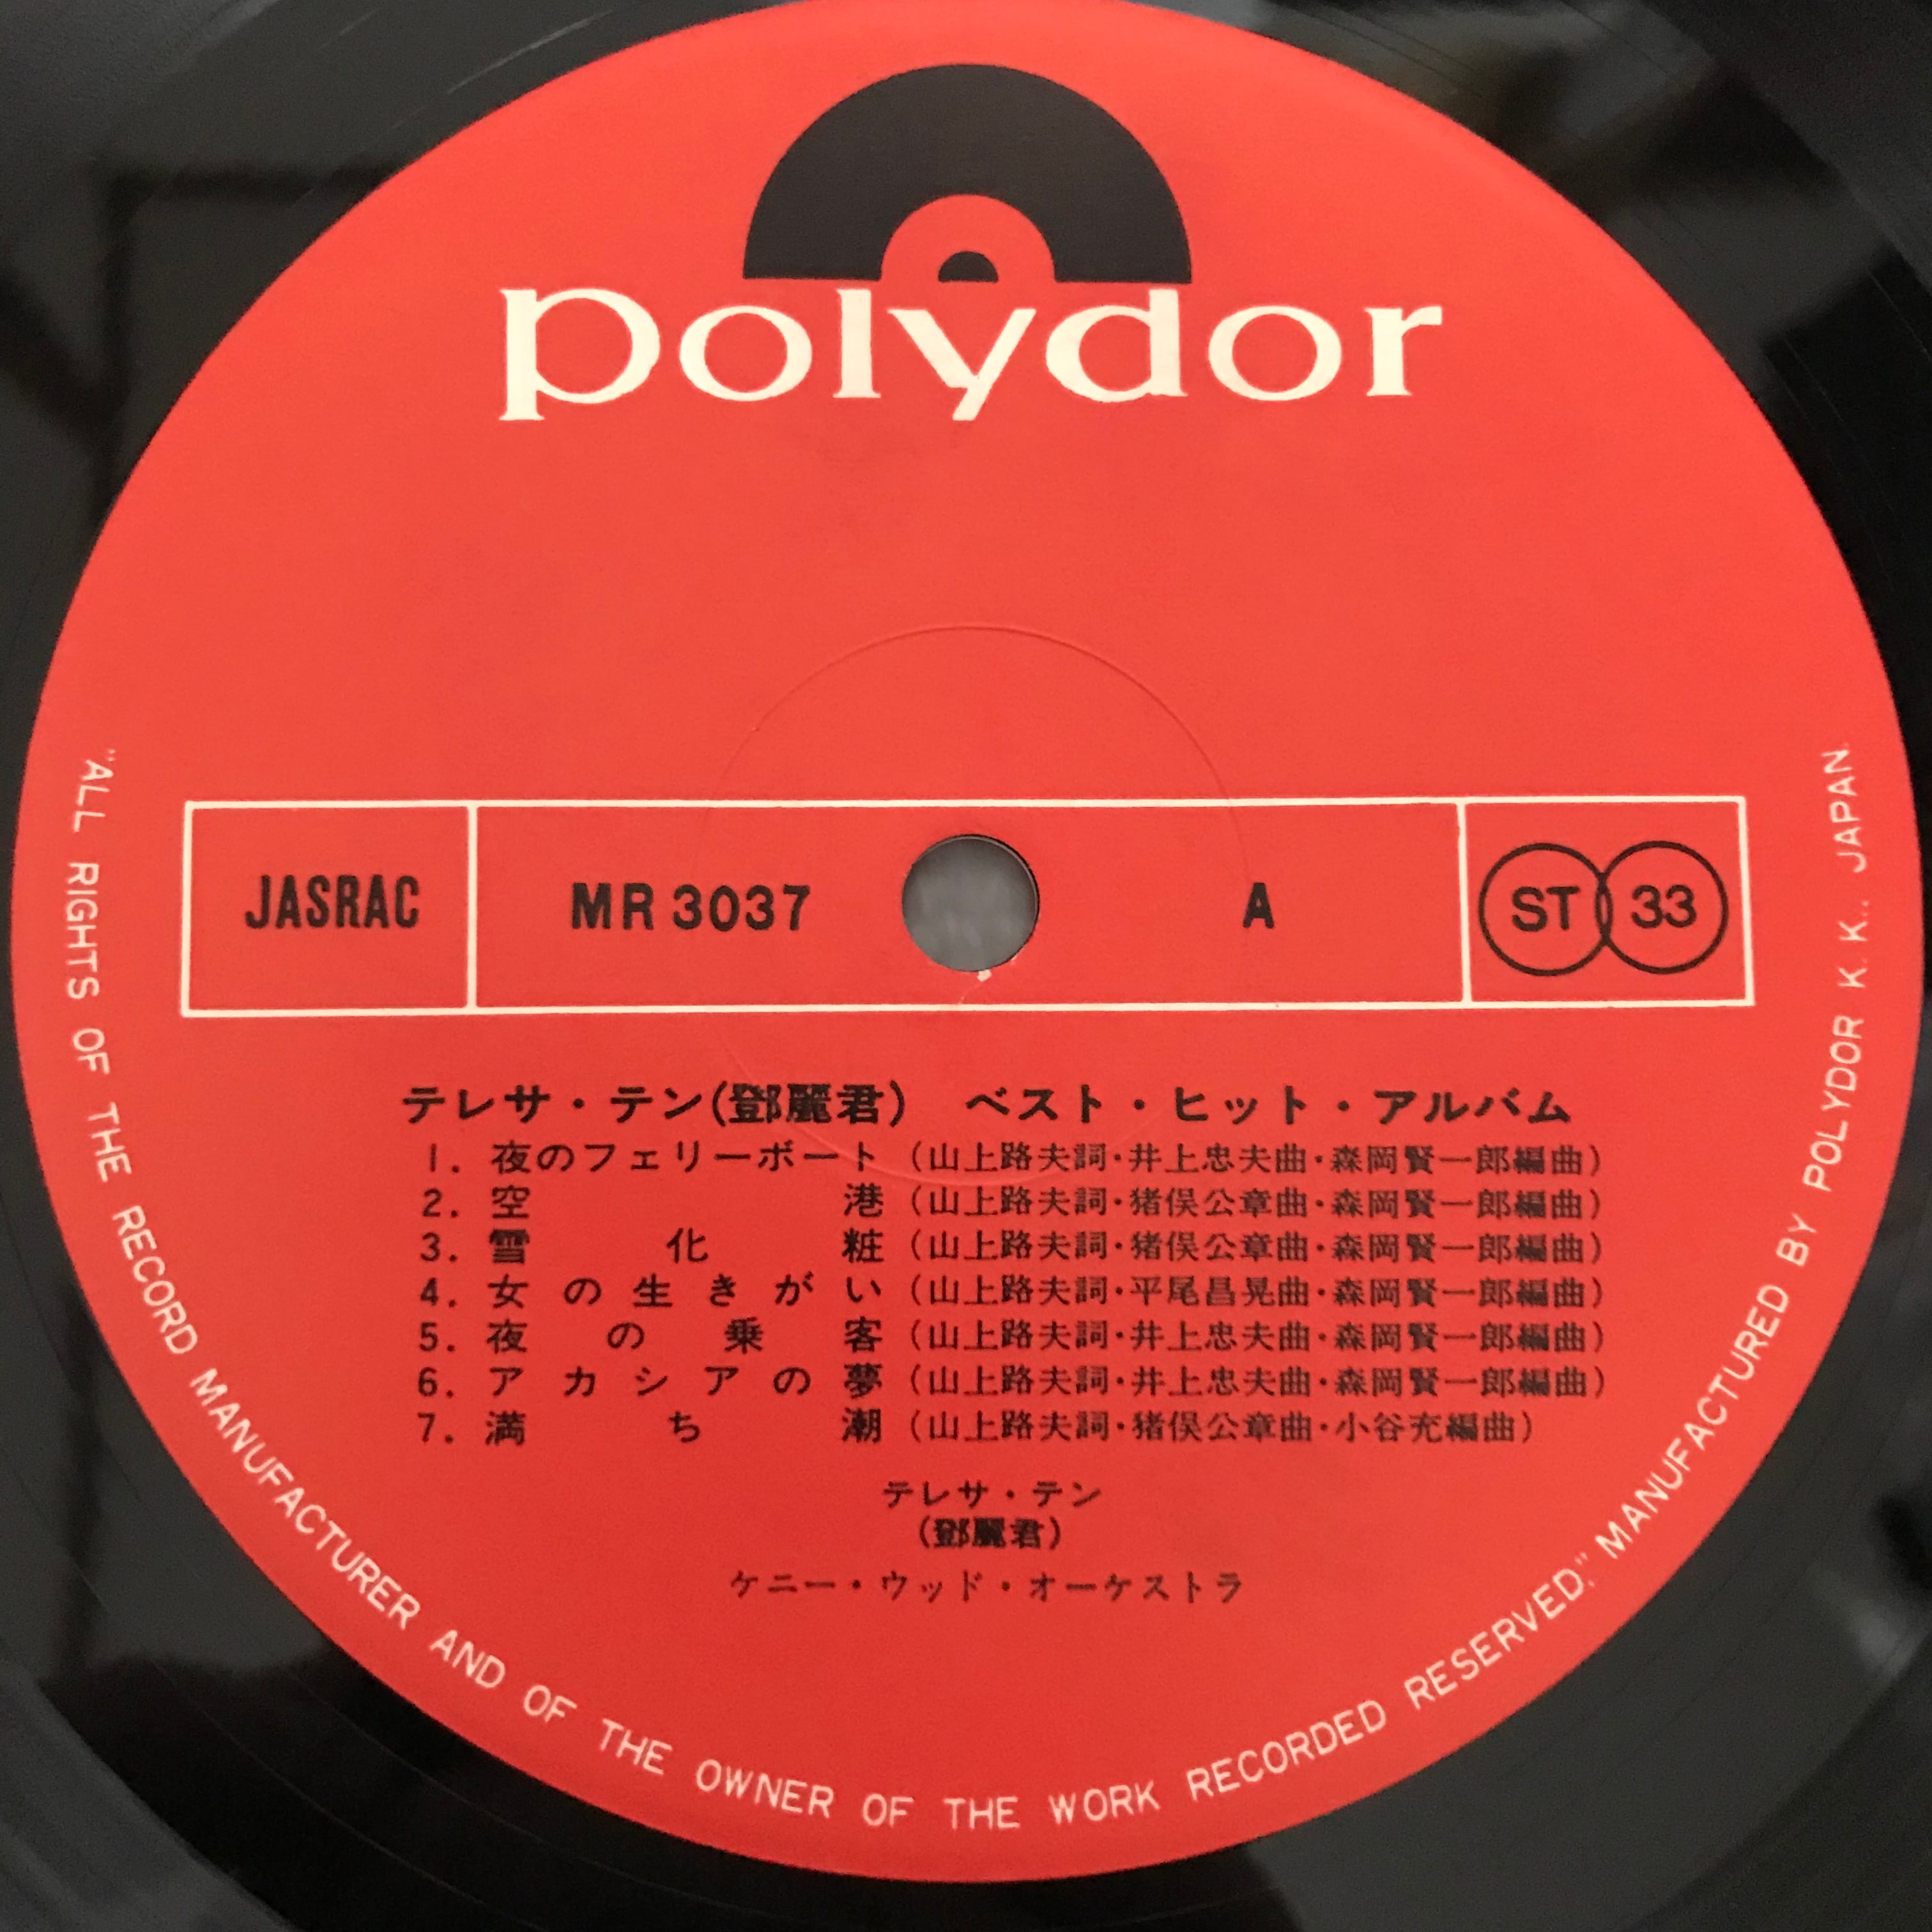 polydor
JASRAC MR 3037 A ST 33
テレサ・テン(鄧麗君) ベスト・ヒット・アルバム
1. 夜のフェリーボート (山上路夫詞・井上忠夫曲・森岡賢一郎編曲)
2. 空港 (山上路夫詞・猪俣公章曲・森岡賢一郎編曲)
3. 雪化粧 (山上路夫詞・猪俣公章曲・森岡賢一郎編曲)
4. 女の生きがい (山上路夫詞・平尾昌晃曲・森岡賢一郎編曲)
5. 夜の乗客 (山上路夫詞・井上忠夫曲・森岡賢一郎編曲)
6. アカシアの夢 (山上路夫詞・井上忠夫曲・森岡賢一郎編曲)
7. 満ち潮 (山上路夫詞・猪俣公章曲・小谷充編曲)
テレサ・テン
(鄧麗君)
ケニー・ウッド・オーケストラ
"ALL RIGHTS OF THE RECORD MANUFACTURER AND OF THE OWNER OF THE WORK RECORDED RESERVED." MANUFACTURED BY POLYDOR K. K., JAPAN